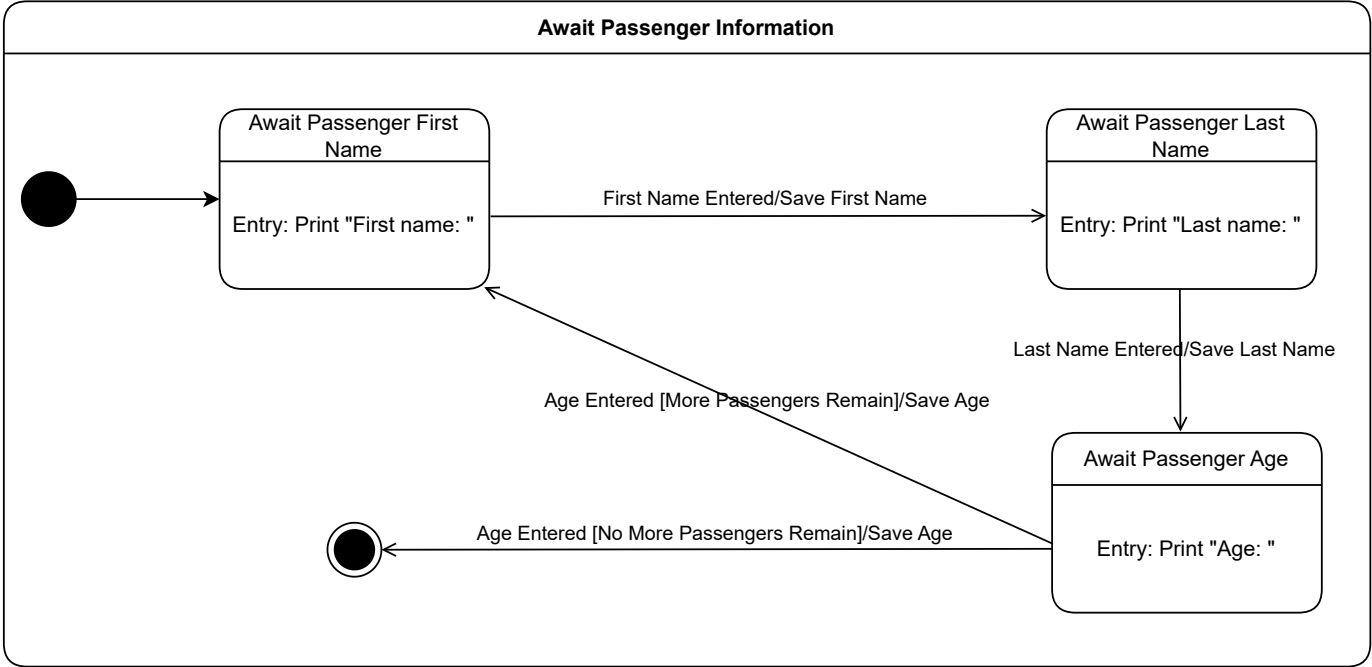 Await Passenger Information
Await Passenger First
Name
Entry: Print "First name: "
First Name Entered/Save First Name
Await Passenger Last
Name
Entry: Print "Last name: "
Last Name Entered/Save Last Name
Age Entered [More Passengers Remain]/Save Age
Await Passenger Age
Entry: Print "Age: "
Age Entered [No More Passengers Remain]/Save Age